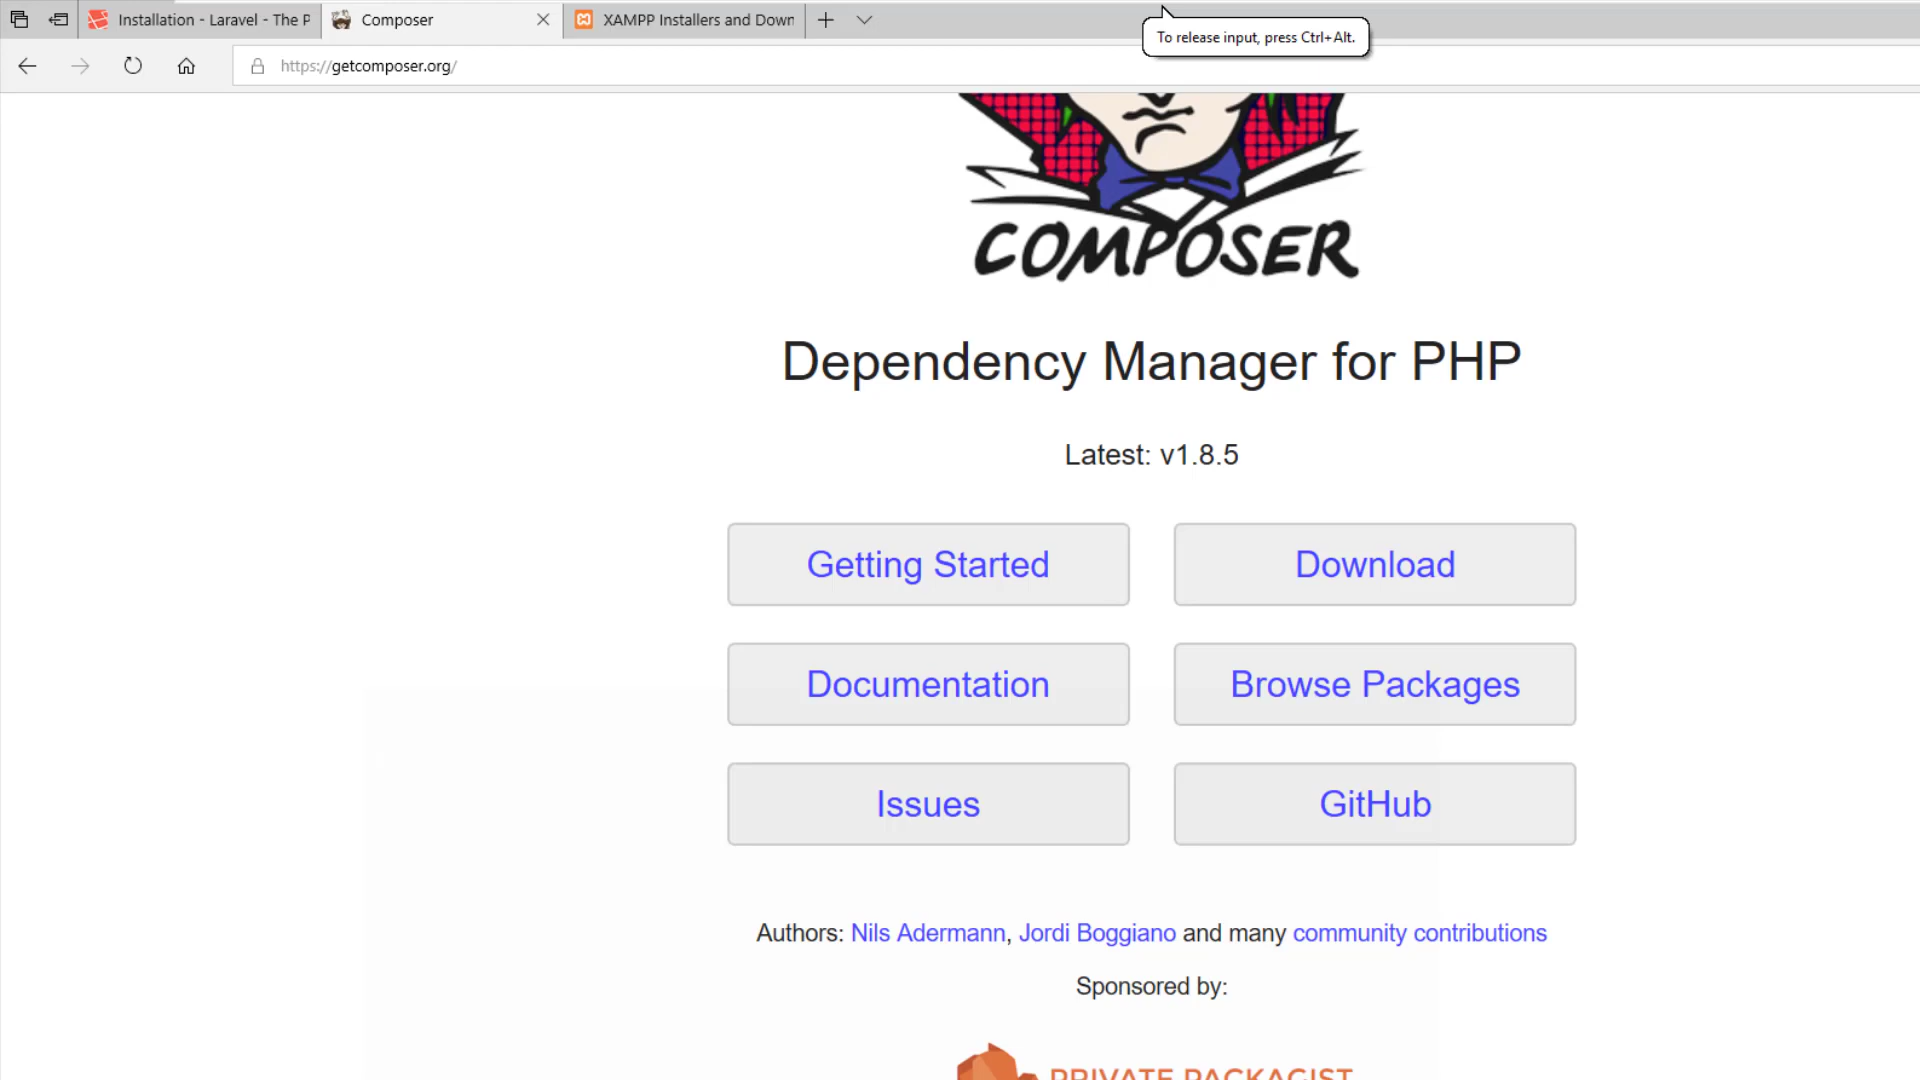 Installation - Laravel - The P
Composer
XAMPP Installers and Down
To release input, press Ctrl+Alt.
https://getcomposer.org/
COMPOSER
Dependency Manager for PHP
Latest: v1.8.5
Getting Started
Download
Documentation
Browse Packages
Issues
GitHub
Authors: Nils Adermann, Jordi Boggiano and many community contributions
Sponsored by:
PRIVATE PACKAGIST